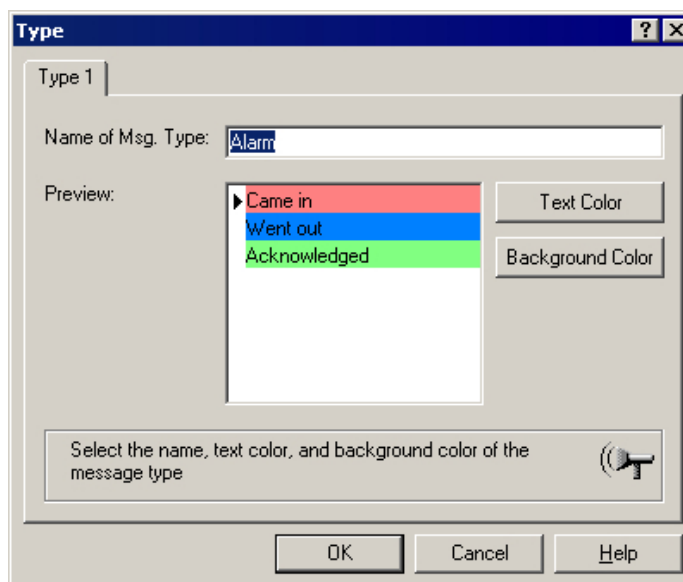 Type
Type 1
Name of Msg. Type: Alarm
Preview:
Came in
Went out
Acknowledged
Text Color
Background Color
Select the name, text color, and background color of the
message type
OK Cancel Help